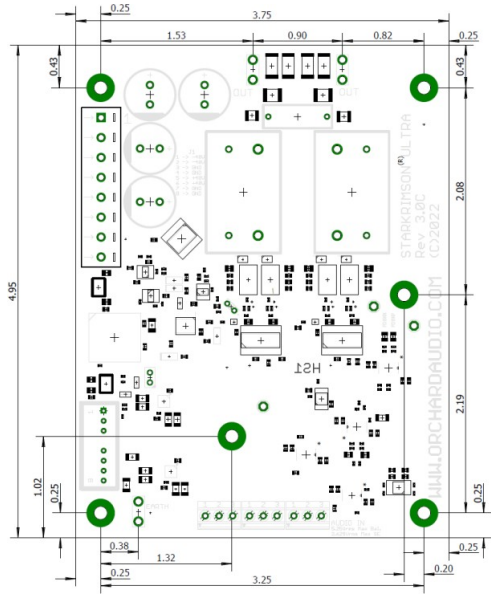 0.25
3.75
0.25
1.53
0.90
0.82
0.43
0.43
OUT
OUT
STARKRIMSON ULTRA
(R)
Rev. 3.0C
(C)2022
2.08
4.95
HS1
WWW.ORCHARDAUDIO.COM
2.19
1.02
0.25
0.25
AUDIO IN
0.38
1.32
0.25
0.20
0.25
3.25